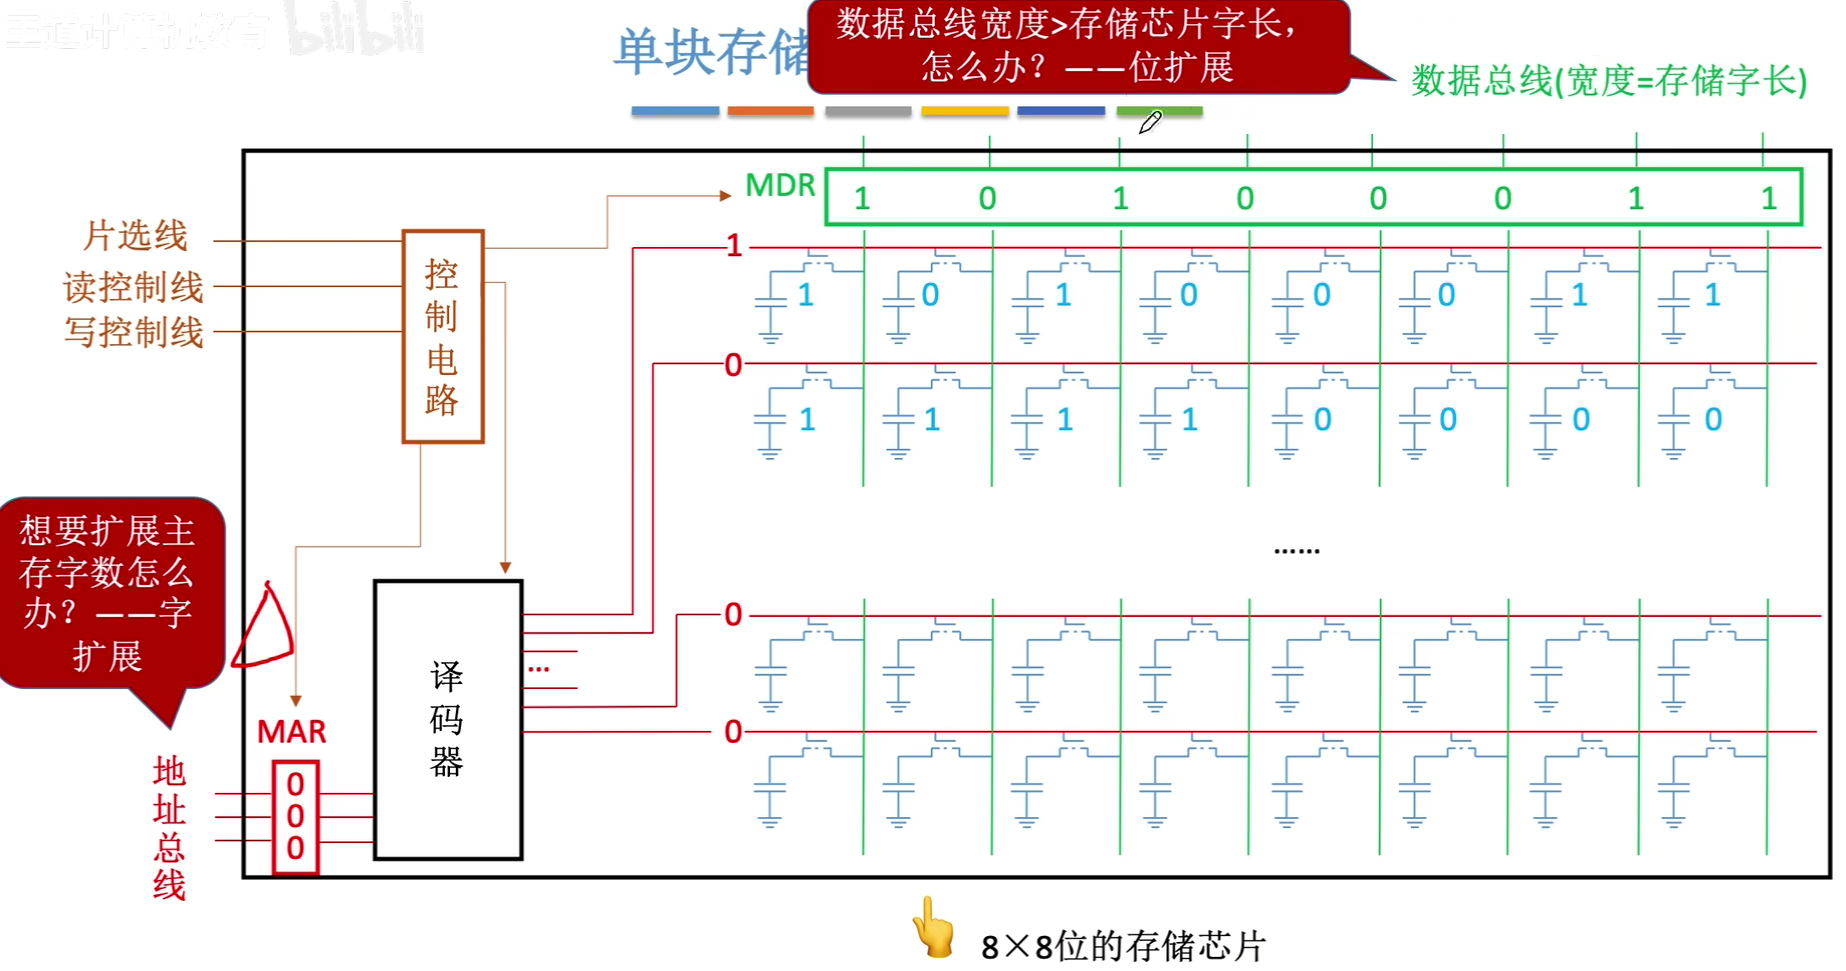 王道计算机教育 bilibili
单块存储
数据总线宽度>存储芯片字长，
怎么办？——位扩展
数据总线(宽度=存储字长)
MDR
1 0 1 0 0 0 1 1
片选线
读控制线
写控制线
控
制
电
路
1
1 0 1 0 0 0 1 1
0
1 1 1 1 0 0 0 0
想要扩展主
存字数怎么
办？——字
扩展
......
0
0
...
译
码
器
MAR
0
0
0
地
址
总
线
8×8位的存储芯片